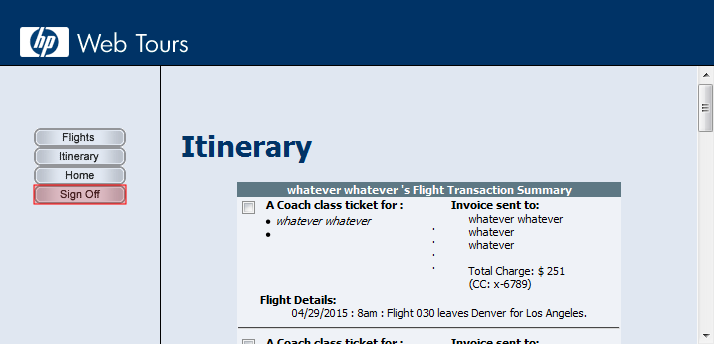 hp Web Tours
Flights
Itinerary
Home
Sign Off
Itinerary
whatever whatever 's Flight Transaction Summary
A Coach class ticket for :
whatever whatever
Invoice sent to:
whatever whatever
whatever
whatever
Total Charge: $ 251
(CC: x-6789)
Flight Details:
04/29/2015 : 8am : Flight 030 leaves Denver for Los Angeles.
A Coach class ticket for :
Invoice sent to: